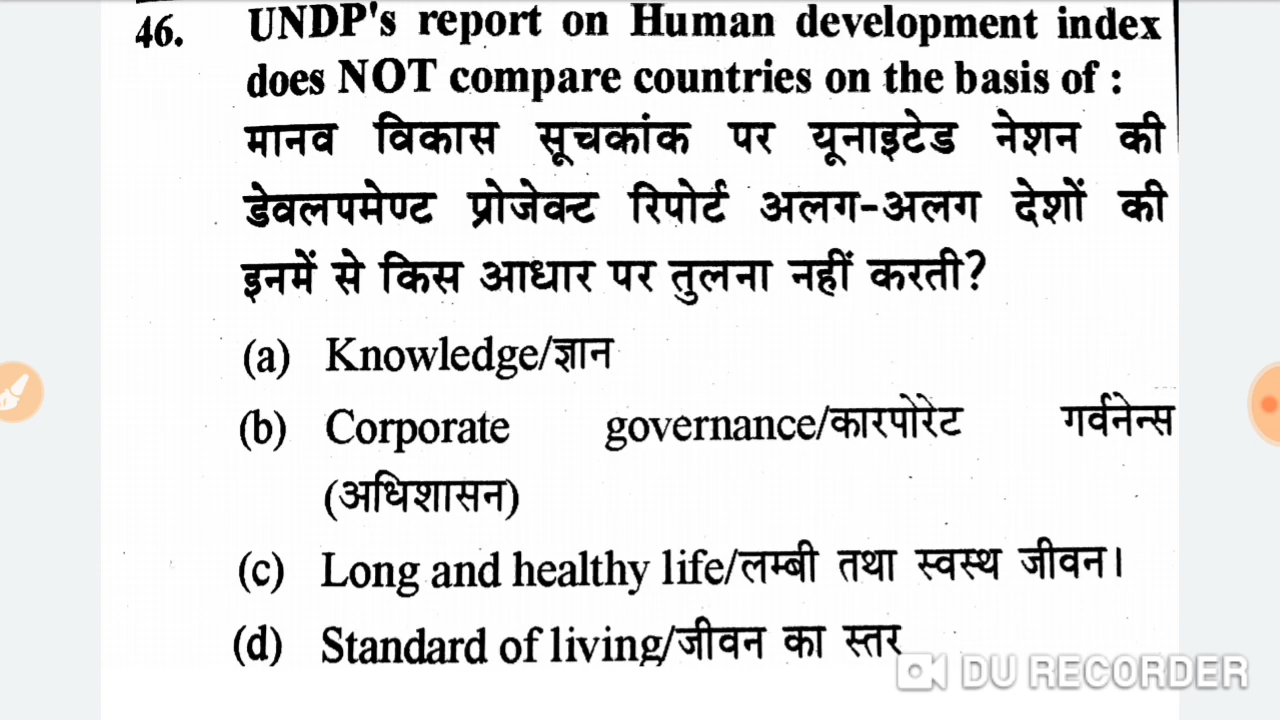 46. UNDP's report on Human development index
does NOT compare countries on the basis of :
मानव विकास सूचकांक पर यूनाइटेड नेशन की
डेवलपमेण्ट प्रोजेक्ट रिपोर्ट अलग-अलग देशों की
इनमें से किस आधार पर तुलना नहीं करती?
(a) Knowledge/ज्ञान
(b) Corporate governance/कारपोरेट गर्वनेन्स
(अधिशासन)
(c) Long and healthy life/लम्बी तथा स्वस्थ जीवन।
(d) Standard of living/जीवन का स्तर
DU RECORDER